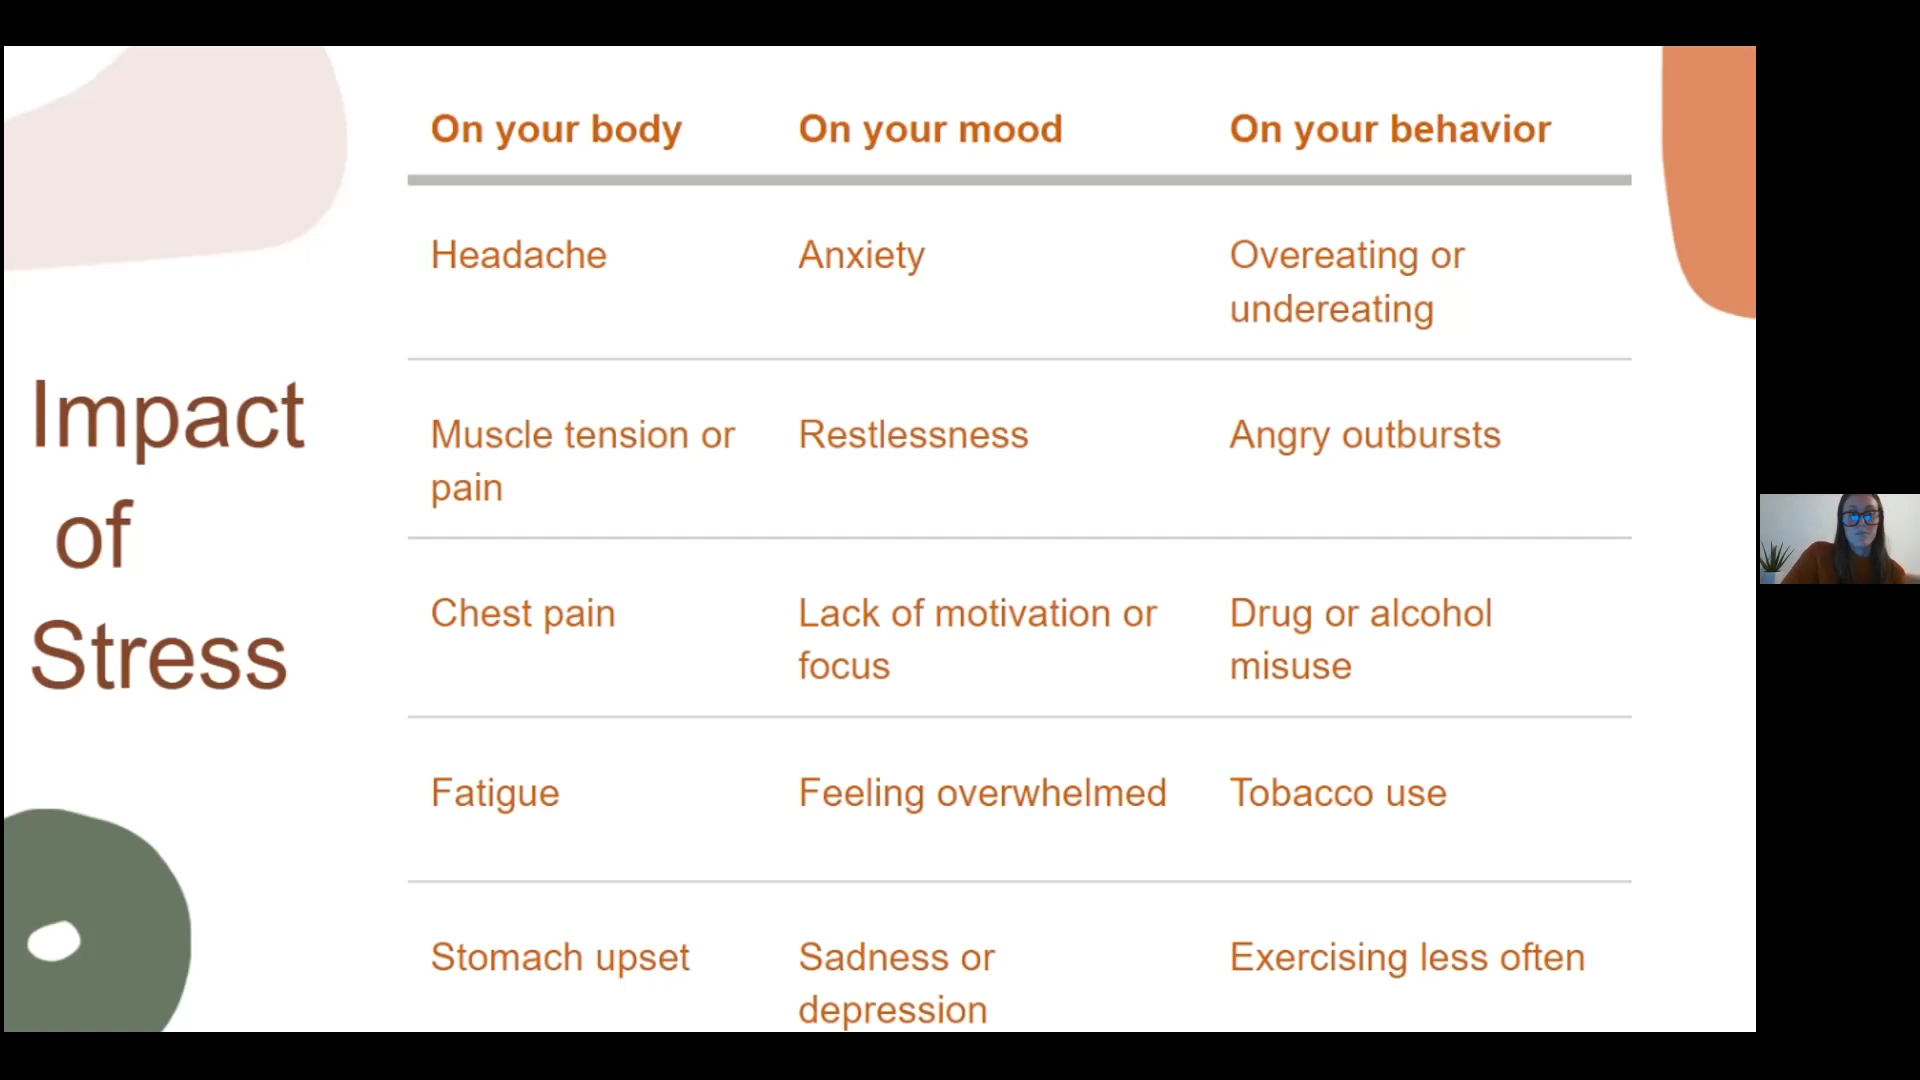 Impact
of
Stress
On your body On your mood On your behavior
Headache Anxiety Overeating or
undereating
Muscle tension or Restlessness Angry outbursts
pain
Chest pain Lack of motivation or Drug or alcohol
focus misuse
Fatigue Feeling overwhelmed Tobacco use
Stomach upset Sadness or Exercising less often
depression